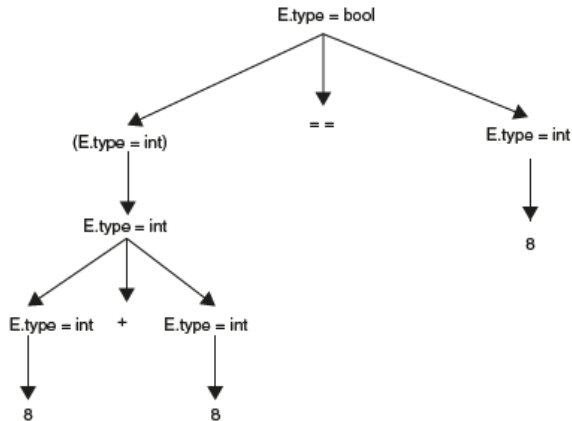 E.type = bool
(E.type = int)
= =
E.type = int
E.type = int
8
E.type = int
+
E.type = int
8
8